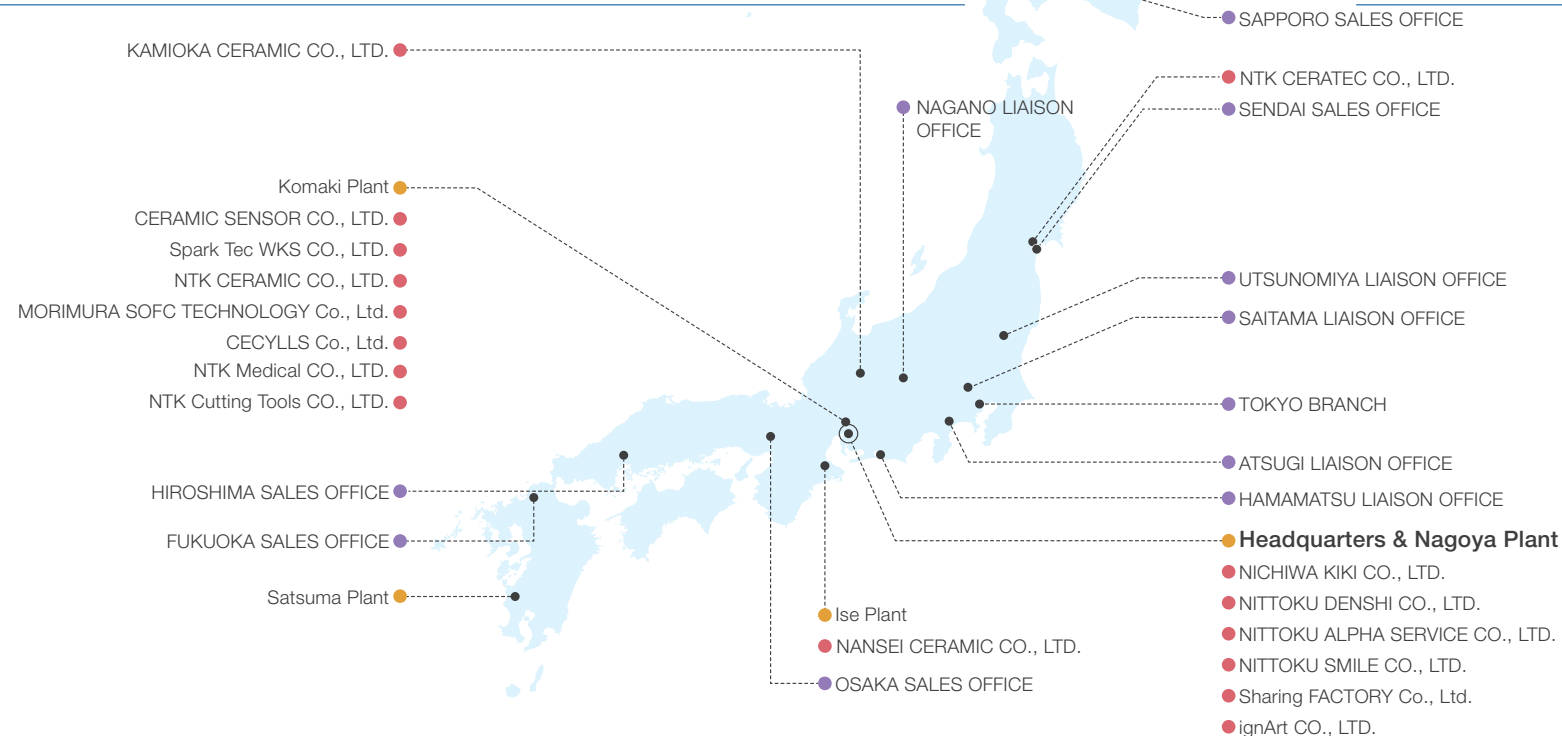 KAMIOKA CERAMIC CO., LTD.
Komaki Plant
CERAMIC SENSOR CO., LTD.
Spark Tec WKS CO., LTD.
NTK CERAMIC CO., LTD.
MORIMURA SOFC TECHNOLOGY Co., Ltd.
CECYLLS Co., Ltd.
NTK Medical CO., LTD.
NTK Cutting Tools CO., LTD.
HIROSHIMA SALES OFFICE
FUKUOKA SALES OFFICE
Satsuma Plant
NAGANO LIAISON
OFFICE
Ise Plant
NANSEI CERAMIC CO., LTD.
OSAKA SALES OFFICE
SAPPORO SALES OFFICE
NTK CERATEC CO., LTD.
SENDAI SALES OFFICE
UTSUNOMIYA LIAISON OFFICE
SAITAMA LIAISON OFFICE
TOKYO BRANCH
ATSUGI LIAISON OFFICE
HAMAMATSU LIAISON OFFICE
Headquarters & Nagoya Plant
NICHIWA KIKI CO., LTD.
NITTOKU DENSHI CO., LTD.
NITTOKU ALPHA SERVICE CO., LTD.
NITTOKU SMILE CO., LTD.
Sharing FACTORY Co., Ltd.
ignArt CO., LTD.